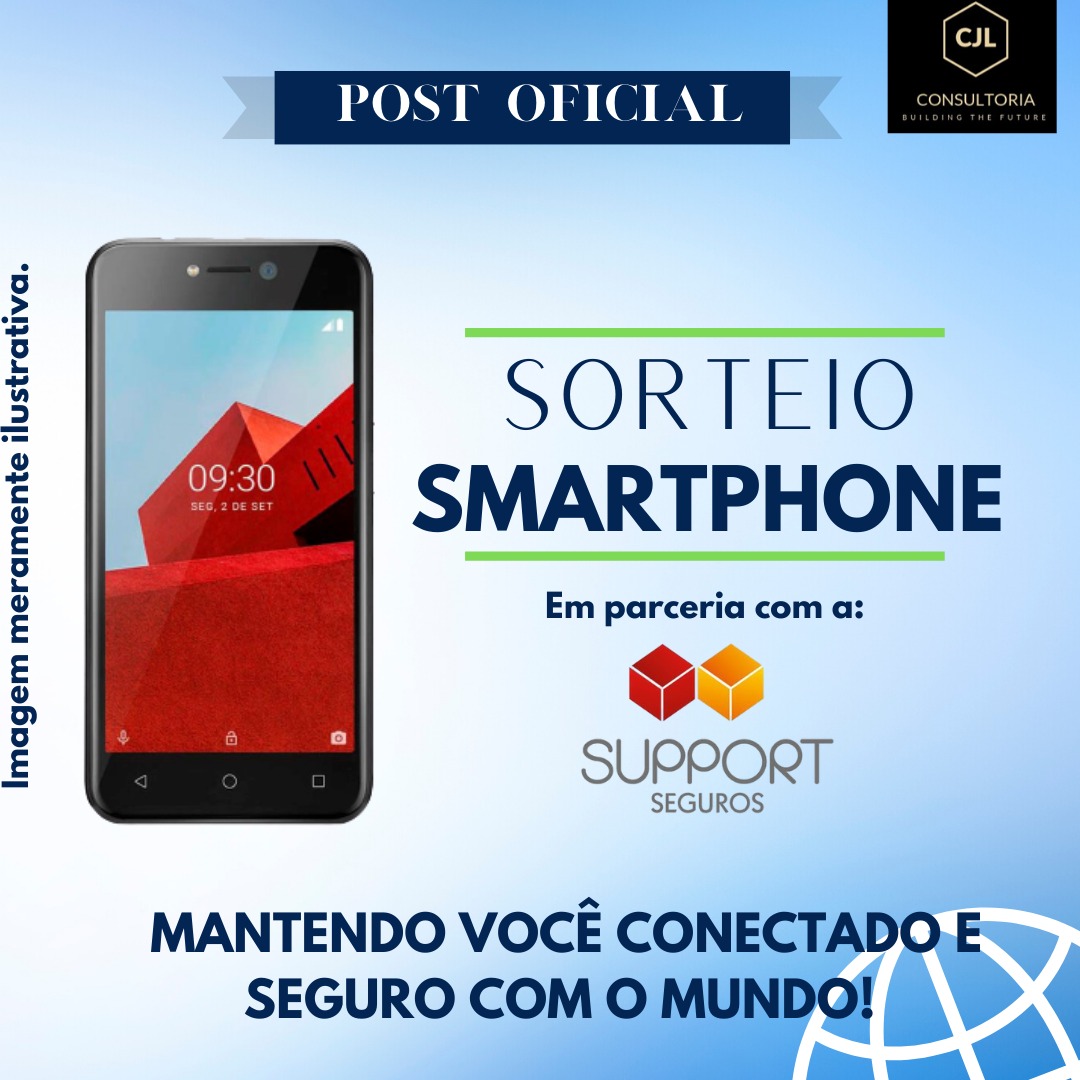 CJL
CONSULTORIA
BUILDING THE FUTURE
POST OFICIAL
Imagem meramente ilustrativa.
09:30
SEG, 2 DE SET
SORTEIO
SMARTPHONE
Em parceria com a:
SUPPORT
SEGUROS
MANTENDO VOCÊ CONECTADO E
SEGURO COM O MUNDO!